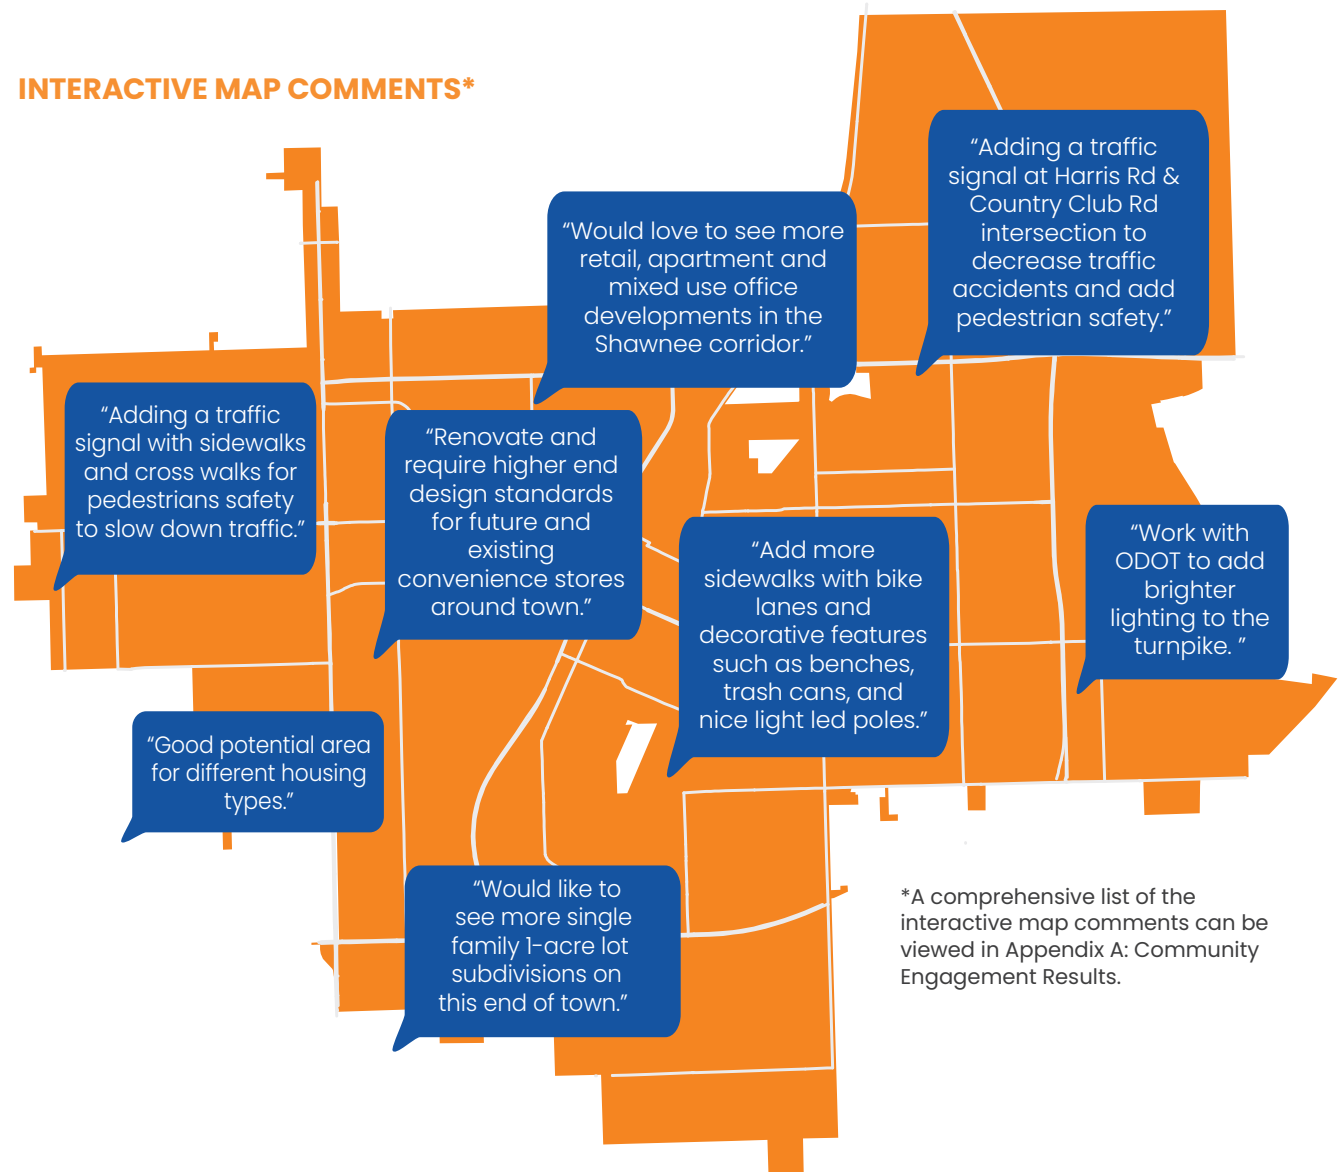 INTERACTIVE MAP COMMENTS*
“Adding a traffic
signal at Harris Rd &
Country Club Rd
intersection to
decrease traffic
accidents and add
pedestrian safety.”
“Would love to see more
retail, apartment and
mixed use office
developments in the
Shawnee corridor.”
“Adding a traffic
signal with sidewalks
and cross walks for
pedestrians safety
to slow down traffic.”
“Renovate and
require higher end
design standards
for future and
existing
convenience stores
around town.”
“Add more
sidewalks with bike
lanes and
decorative features
such as benches,
trash cans, and
nice light led poles.”
“Work with
ODOT to add
brighter
lighting to the
turnpike. ”
“Good potential area
for different housing
types.”
“Would like to
see more single
family 1-acre lot
subdivisions on
this end of town.”
*A comprehensive list of the
interactive map comments can be
viewed in Appendix A: Community
Engagement Results.